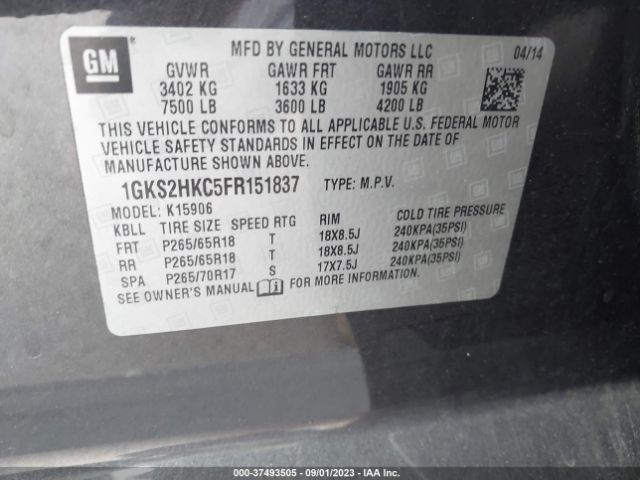 GM
MFD BY GENERAL MOTORS LLC 04/14
GVWR GAWR FRT GAWR RR
3402 KG 1633 KG 1905 KG
7500 LB 3600 LB 4200 LB
THIS VEHICLE CONFORMS TO ALL APPLICABLE U.S. FEDERAL MOTOR
VEHICLE SAFETY STANDARDS IN EFFECT ON THE DATE OF
MANUFACTURE SHOWN ABOVE.
1GKS2HKC5FR151837 TYPE: M.P.V.
MODEL: K15906
KBLL TIRE SIZE SPEED RTG RIM COLD TIRE PRESSURE
FRT P265/65R18 T 18X8.5J 240KPA(35PSI)
RR P265/65R18 T 18X8.5J 240KPA(35PSI)
SPA P265/70R17 S 17X7.5J 240KPA(35PSI)
SEE OWNER'S MANUAL i FOR MORE INFORMATION.
000-37493505 - 09/01/2023 - IAA